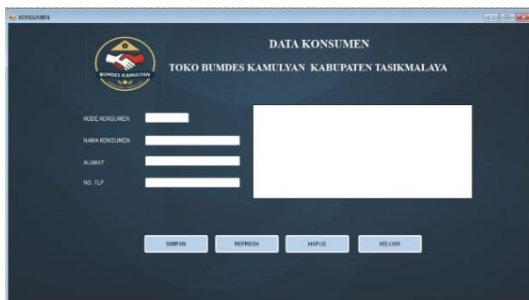 KONSUMEN
DATA KONSUMEN
TOKO BUMDES KAMULYAN KABUPATEN TASIKMALAYA
BUMDES KAMULYAN
KODE KONSUMEN
NAMA KONSUMEN
ALAMAT
NO. TLP
SIMPAN REFRESH HAPUS KELUAR